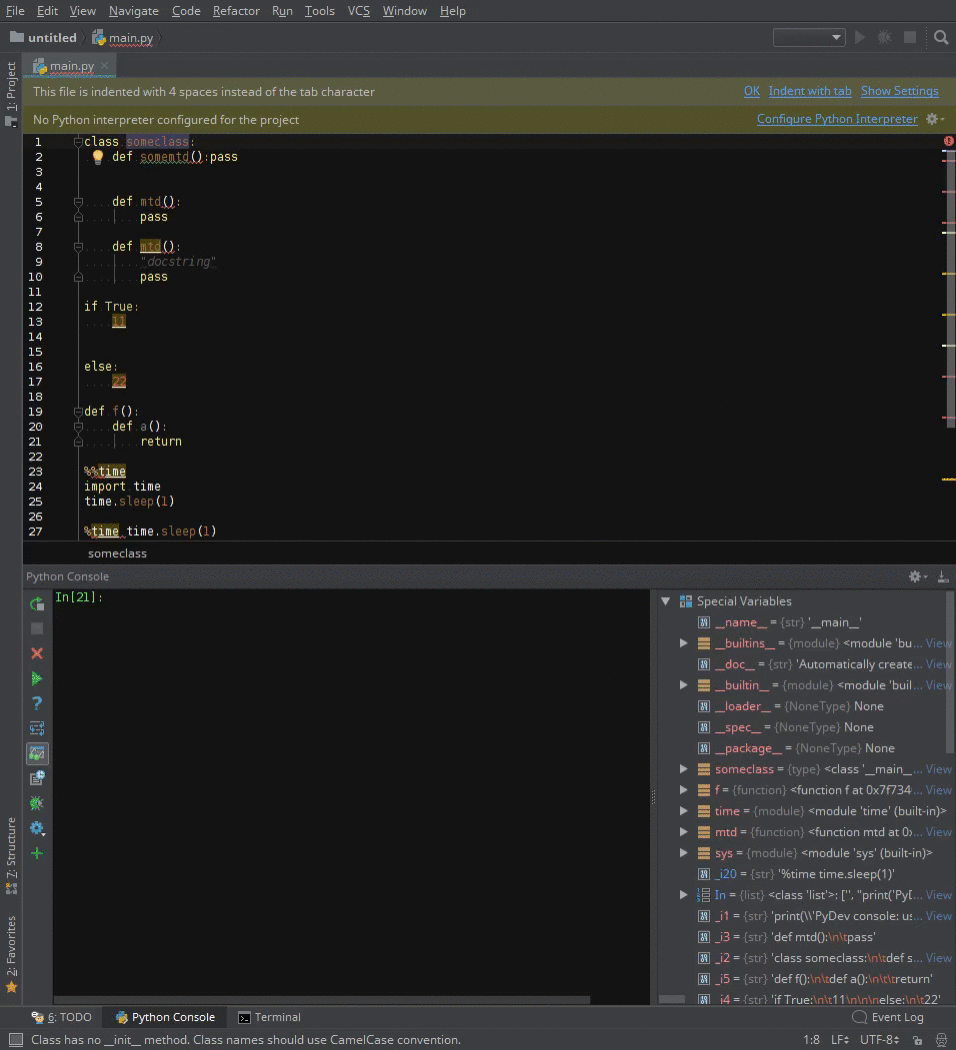 File Edit View Navigate Code Refactor Run Tools VCS Window Help
untitled main.py
main.py
1: Project
This file is indented with 4 spaces instead of the tab character OK Indent with tab Show Settings
No Python interpreter configured for the project Configure Python Interpreter
1 class someclass:
2 def somemtd():pass
3
4
5 def mtd():
6 pass
7
8 def mtd():
9 "docstring"
10 pass
11
12 if True:
13 11
14
15
16 else:
17 22
18
19 def f():
20 def a():
21 return
22
23 %%time
24 import time
25 time.sleep(1)
26
27 %time time.sleep(1)
someclass
Python Console
In[21]:
Special Variables
__name__ = {str} '__main__'
__builtins__ = {module} <module 'bu... View
__doc__ = {str} 'Automatically create... View
__builtin__ = {module} <module 'buil... View
__loader__ = {NoneType} None
__spec__ = {NoneType} None
__package__ = {NoneType} None
someclass = {type} <class '__main__... View
f = {function} <function f at 0x7f734... View
time = {module} <module 'time' (built-in)>
mtd = {function} <function mtd at 0x... View
sys = {module} <module 'sys' (built-in)>
_i20 = {str} '%time time.sleep(1)'
In = {list} <class 'list'>: ['', "print('PyD... View
_i1 = {str} 'print(\\'PyDev console: us... View
_i3 = {str} 'def mtd():\n\tpass'
_i2 = {str} 'class someclass:\n\tdef s... View
_i5 = {str} 'def f():\n\tdef a():\n\t\treturn'
_i4 = {str} 'if True:\n\t11\n\n\nelse:\n\t22'
7: Structure
2: Favorites
6: TODO Python Console Terminal Event Log
Class has no __init__ method. Class names should use CamelCase convention. 1:8 LF UTF-8